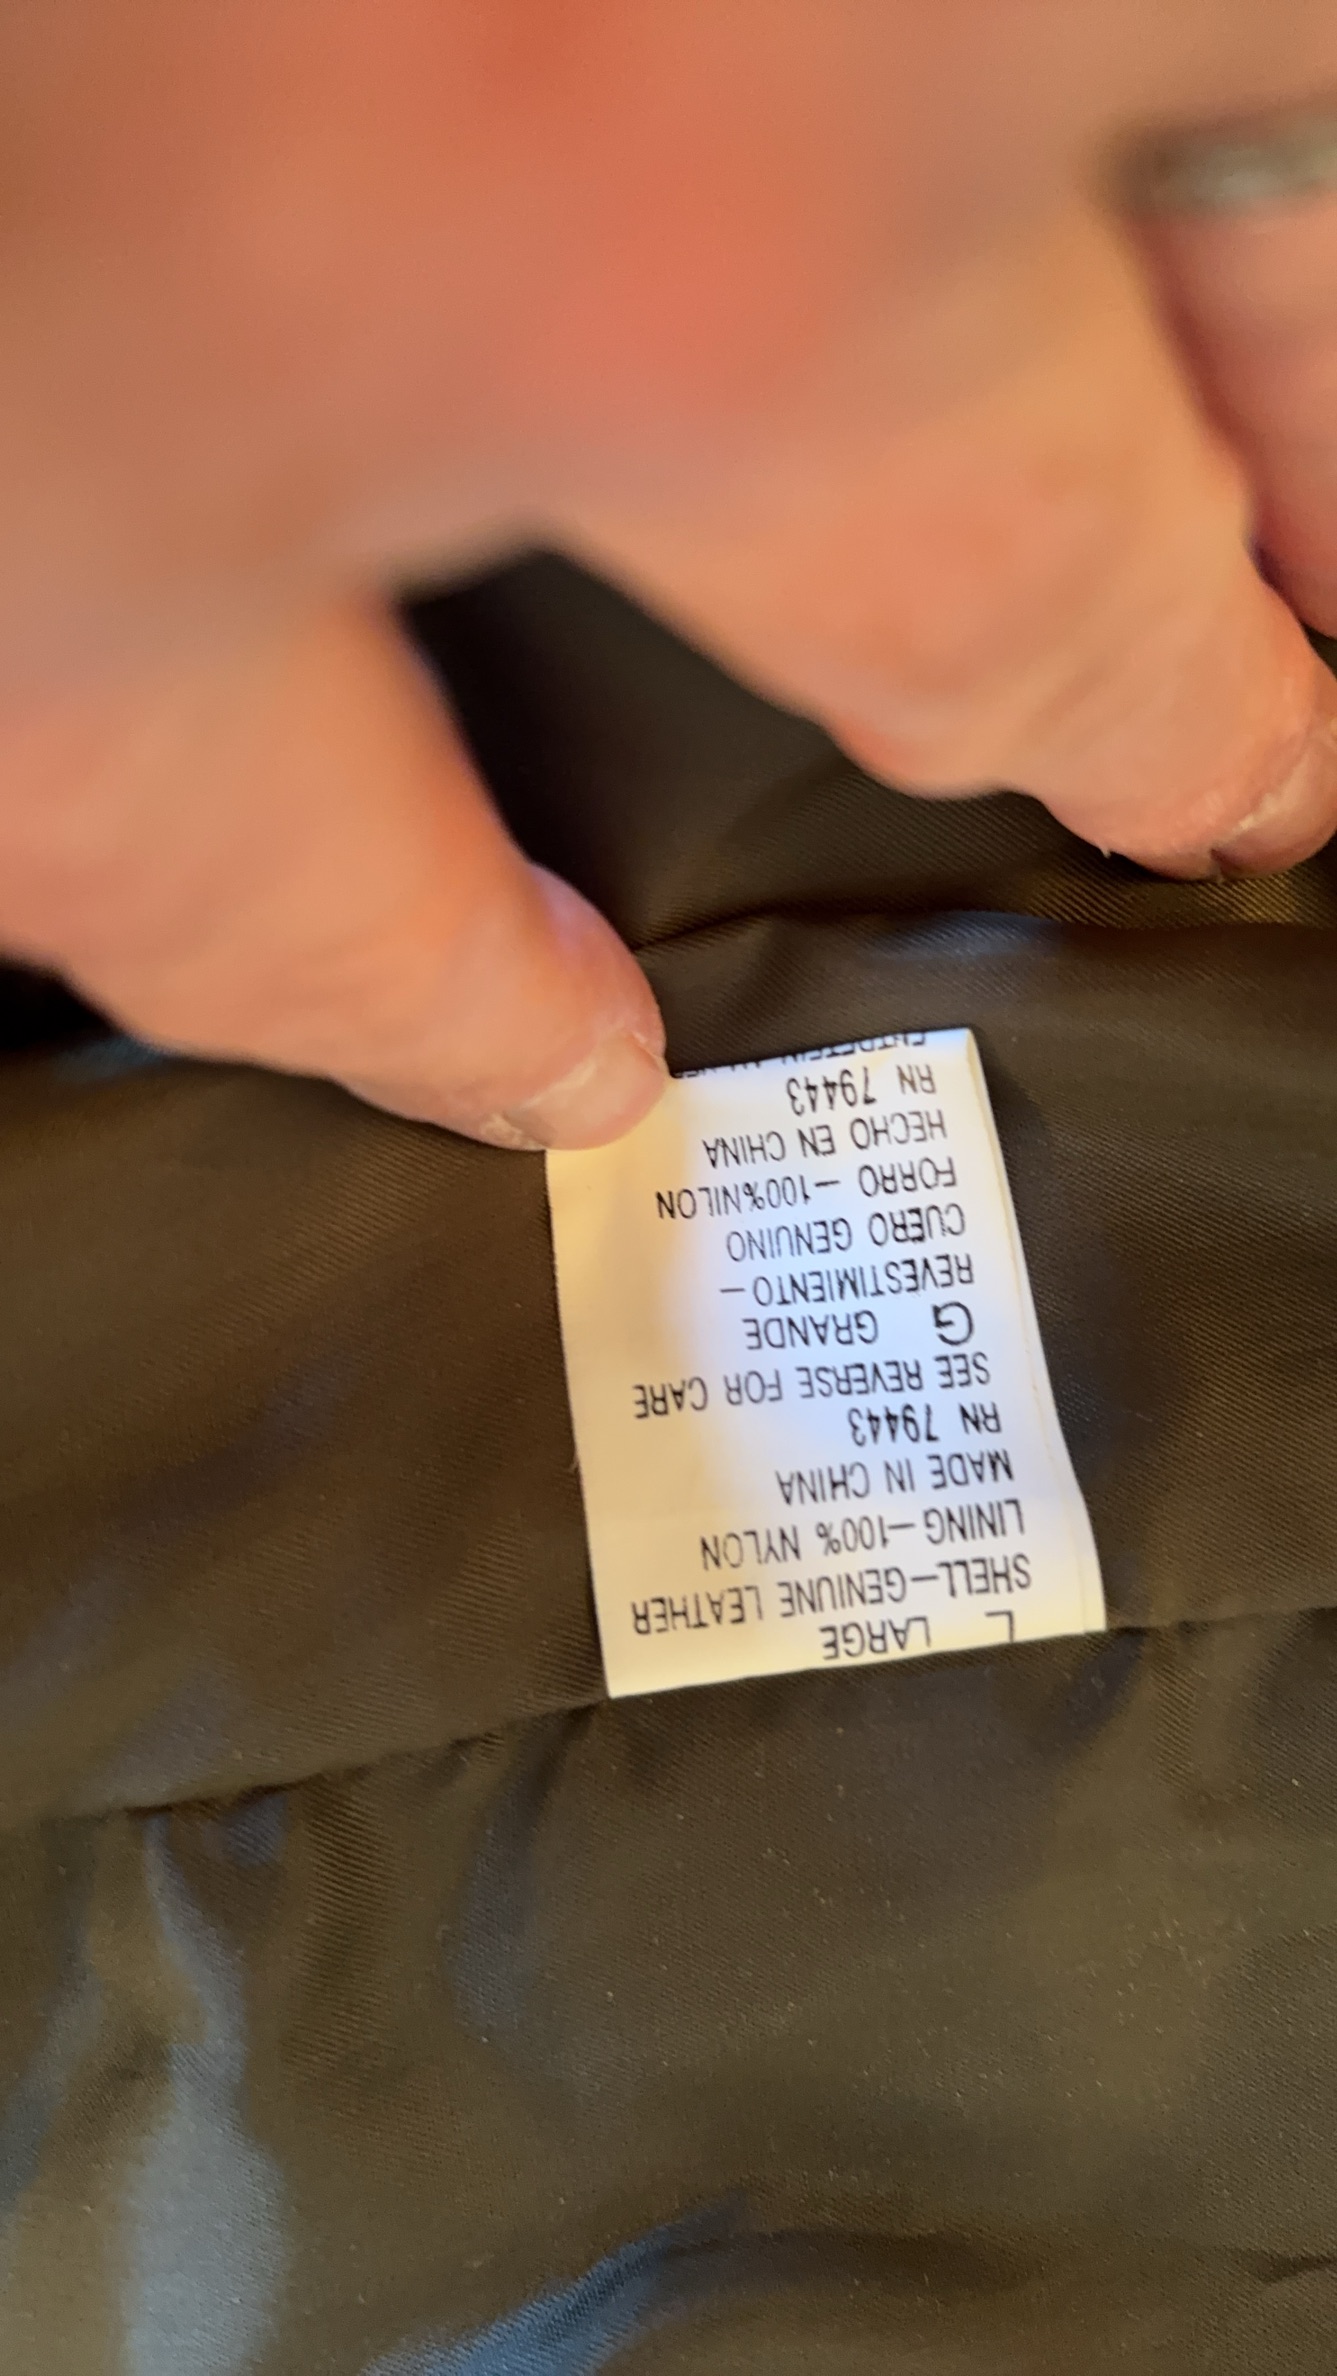 L LARGE
SHELL-GENIUNE LEATHER
LINING-100% NYLON
MADE IN CHINA
RN 79443
SEE REVERSE FOR CARE
G GRANDE
REVESTIMIENTO-
CUERO GENUINO
FORRO -100%NILON
HECHO EN CHINA
RN 79443